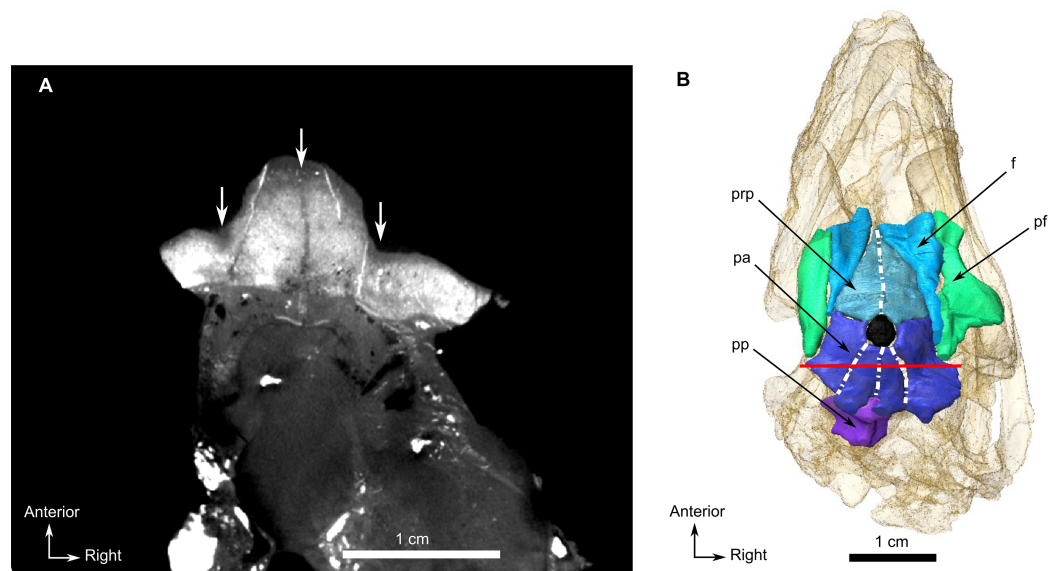 A
Anterior
Right
1 cm
B
prp
pa
pp
f
pf
Anterior
Right
1 cm